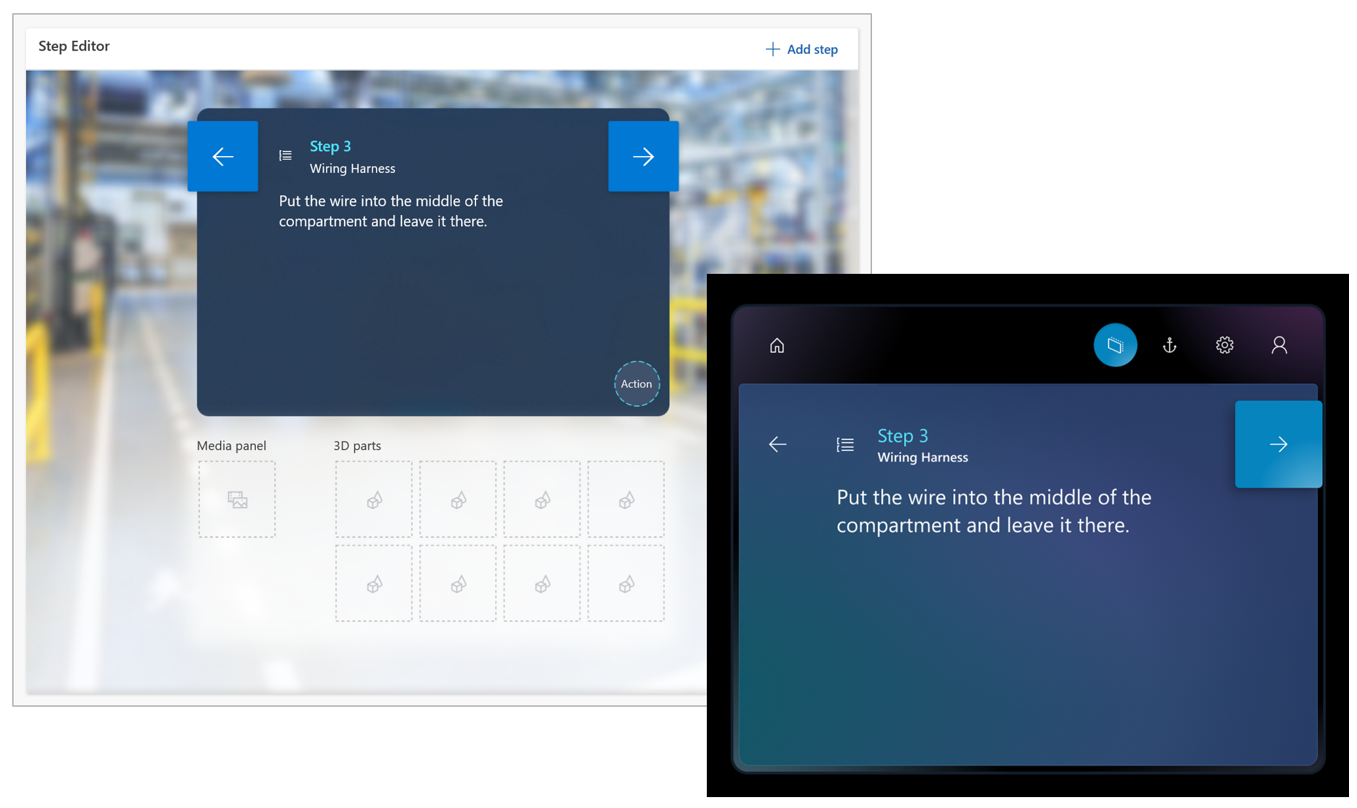 Step Editor
Add step
Step 3
Wiring Harness
Put the wire into the middle of the
compartment and leave it there.
Action
Media panel
3D parts
Step 3
Wiring Harness
Put the wire into the middle of the
compartment and leave it there.